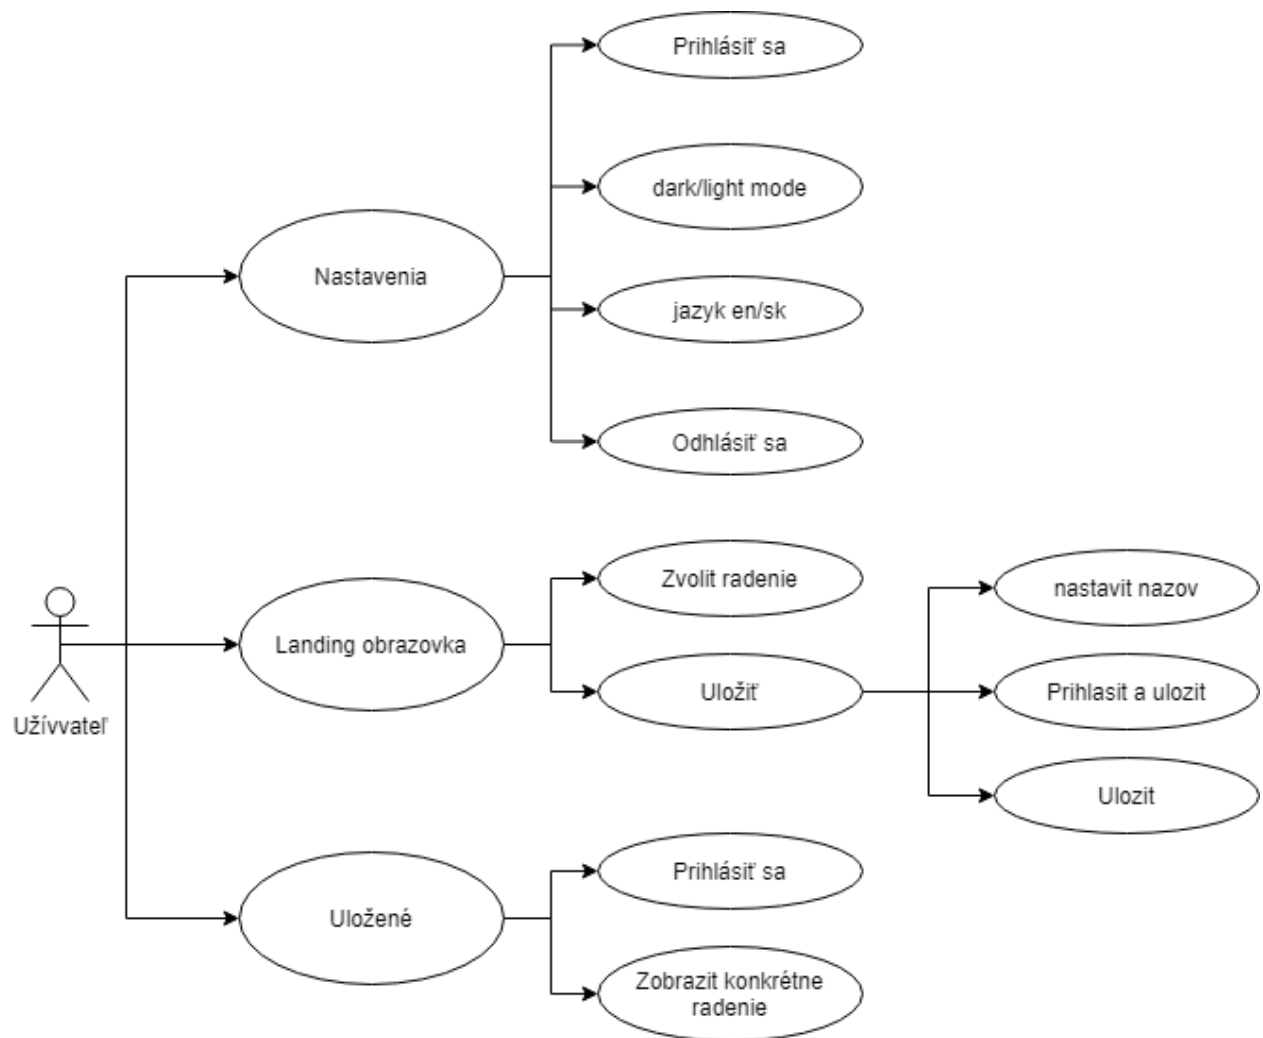 Prihlásiť sa
dark/light mode
Nastavenia
jazyk en/sk
Odhlásiť sa
Zvolit radenie
nastavit nazov
Landing obrazovka
Uložiť
Prihlasit a ulozit
Užívvateľ
Ulozit
Prihlásiť sa
Uložené
Zobrazit konkrétne
radenie